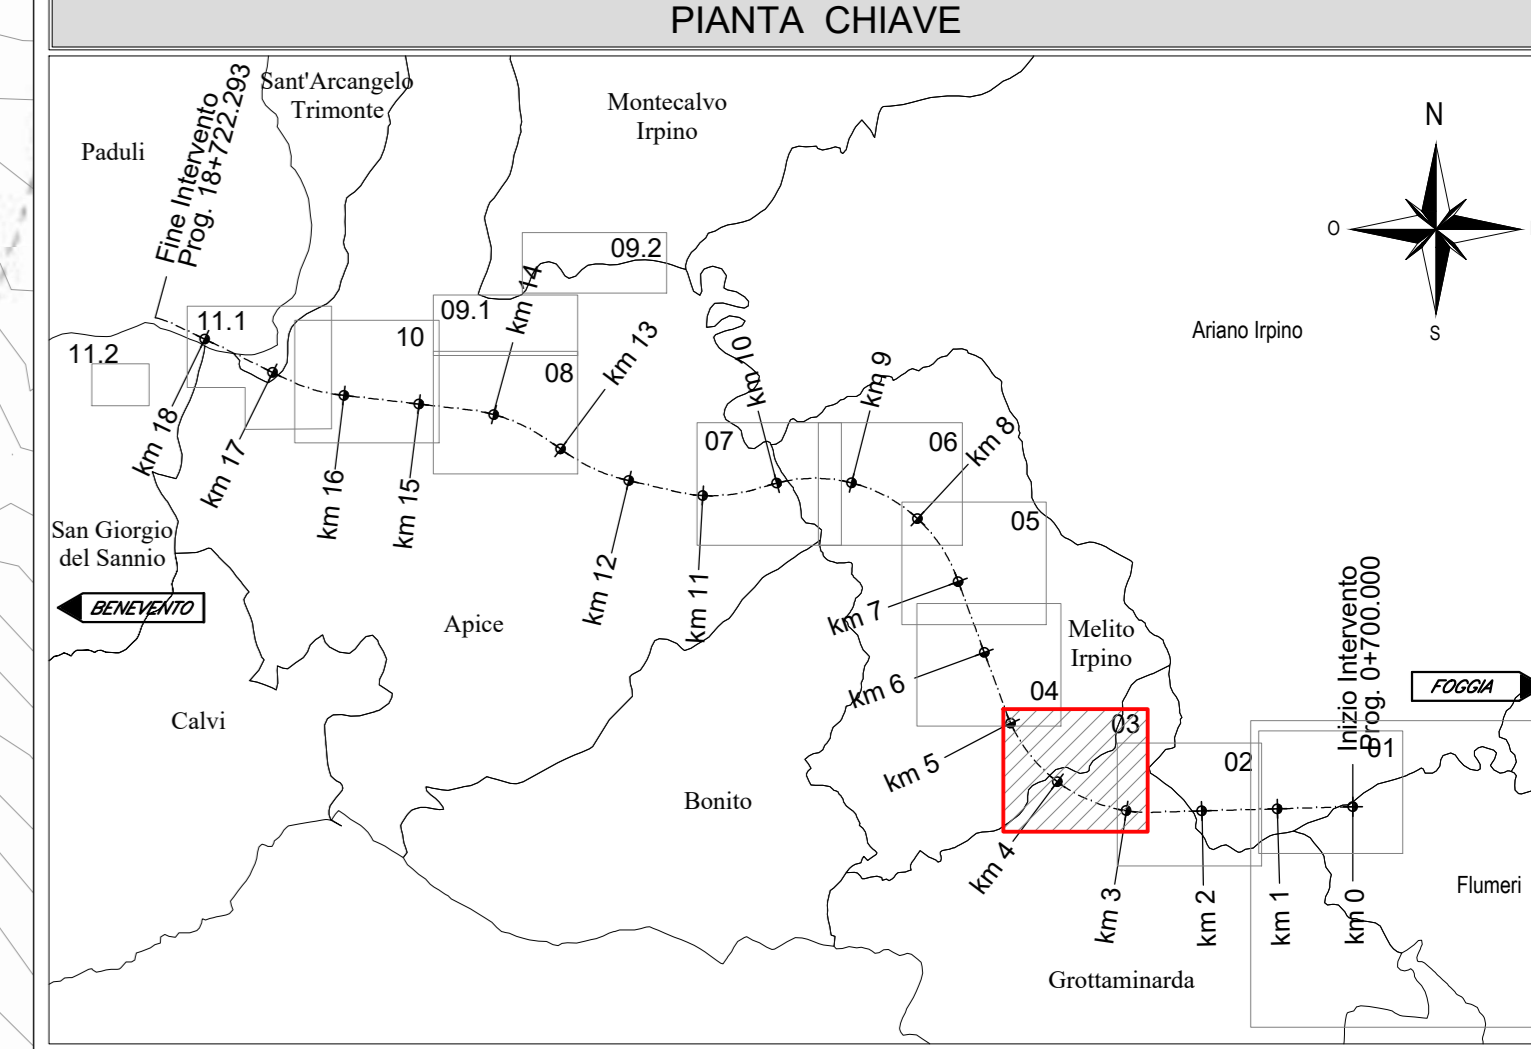 PIANTA CHIAVE
Sant'Arcangelo
Trimonte
Montecalvo
Irpino
Paduli
Fine Intervento
Prog. 18+722.293
N
O
S
Ariano Irpino
09.2
09.1
km 14
11.1
10
11.2
08
km 13
km 10
km 9
07
06
km 8
05
km 18
km 17
km 16
km 15
km 12
km 11
San Giorgio
del Sannio
BENEVENTO
Apice
km 7
Melito
Irpino
Inizio Intervento
Prog. 0+700.000
FOGGIA
km 6
04
Calvi
03
02
01
km 5
Bonito
km 4
km 3
km 2
km 1
km 0
Flumeri
Grottaminarda